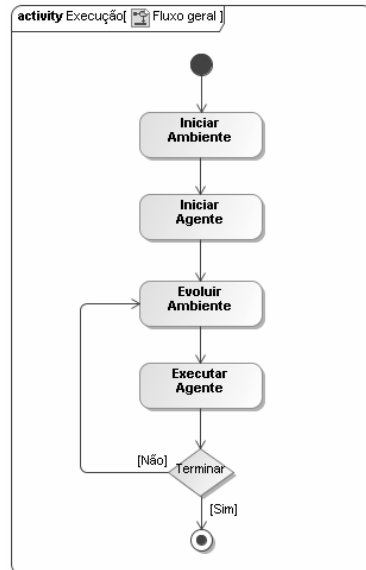 activity Execução[ Fluxo geral ]
Iniciar
Ambiente
Iniciar
Agente
Evoluir
Ambiente
Executar
Agente
[Não]
Terminar
[Sim]